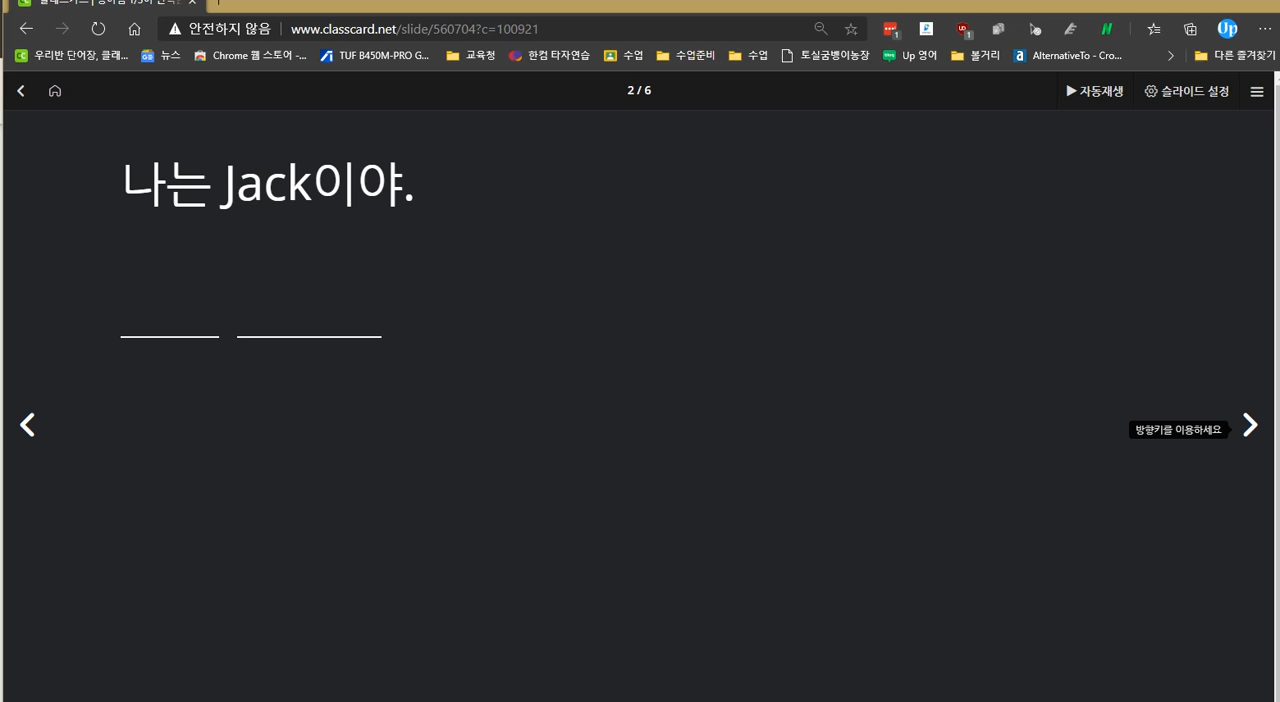 안전하지 않음 www.classcard.net/slide/560704?c=100921
우리반 단어장, 클래... 뉴스 Chrome 웹 스토어 -... TUF B450M-PRO G... 교육청 한컴 타자연습 수업 수업준비 수업 토실굼벵이농장 Up 영어 볼거리 AlternativeTo - Cro... 다른 즐겨찾기
2 / 6 자동재생 슬라이드 설정
나는 Jack이야.
방향키를 이용하세요